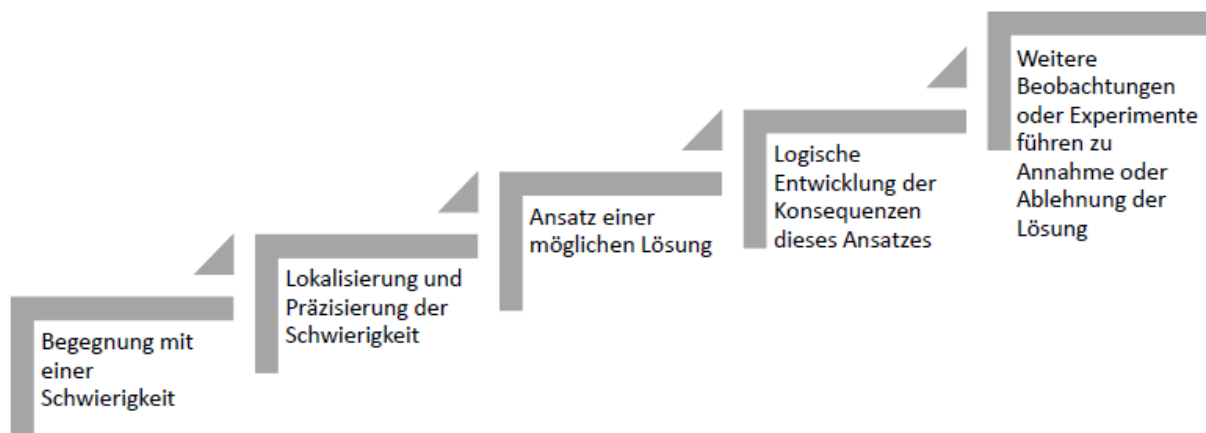 Begegnung mit
einer
Schwierigkeit
Lokalisierung und
Präzisierung der
Schwierigkeit
Ansatz einer
möglichen Lösung
Logische
Entwicklung der
Konsequenzen
dieses Ansatzes
Weitere
Beobachtungen
oder Experimente
führen zu
Annahme oder
Ablehnung der
Lösung